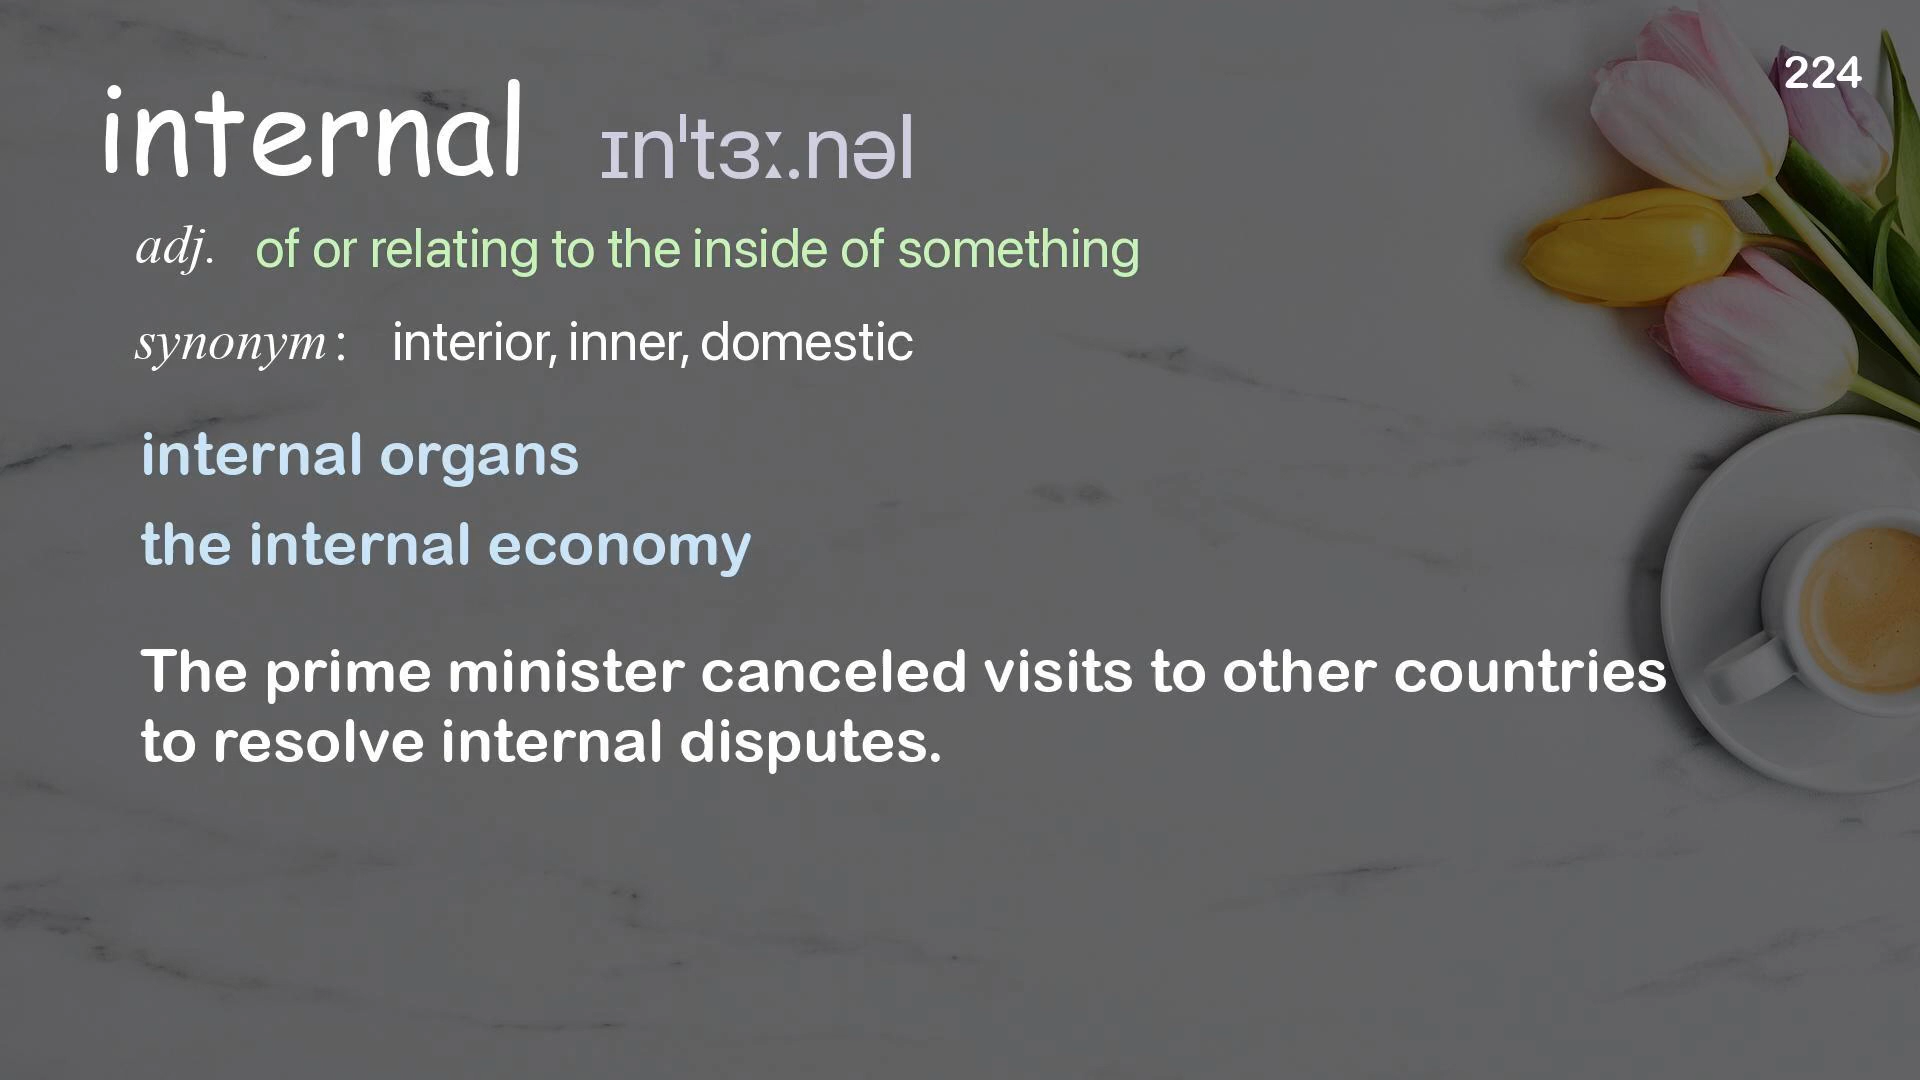 224
internal ɪnˈtɜː.nəl
adj. of or relating to the inside of something
synonym: interior, inner, domestic
internal organs
the internal economy
The prime minister canceled visits to other countries
to resolve internal disputes.